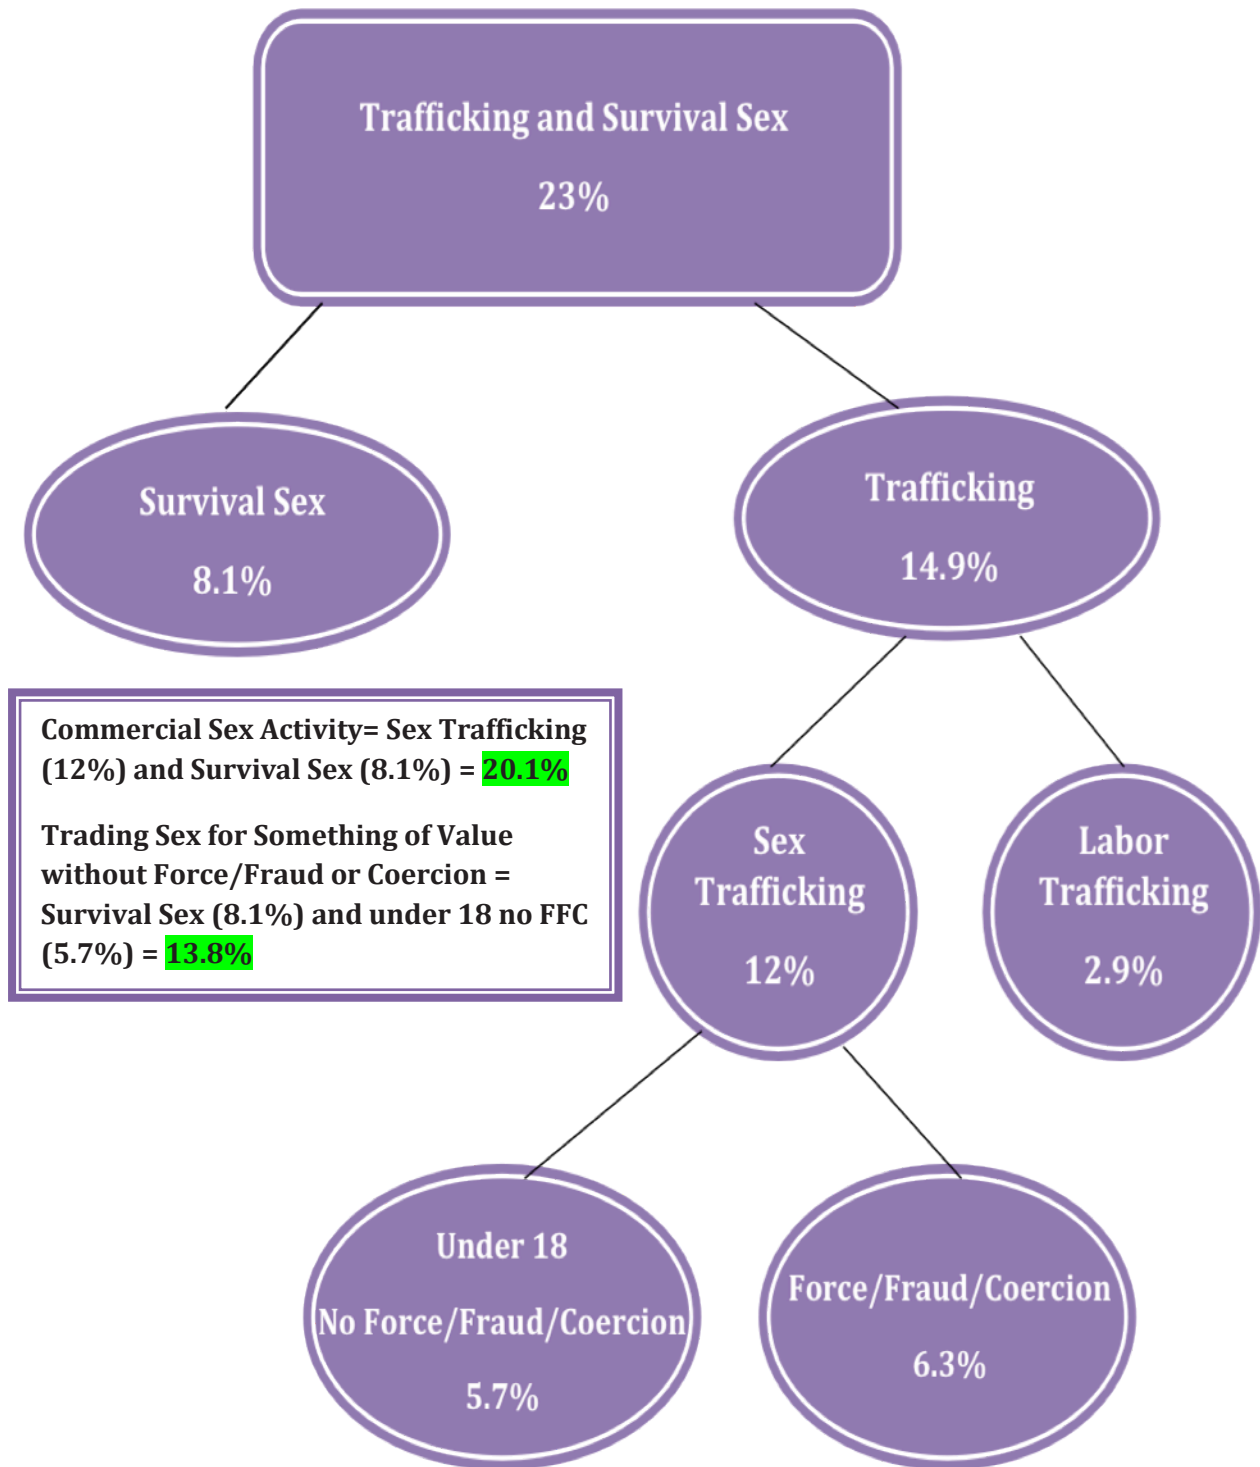 Trafficking and Survival Sex
23%
Survival Sex
8.1%
Trafficking
14.9%
Commercial Sex Activity= Sex Trafficking
(12%) and Survival Sex (8.1%) = 20.1%
Trading Sex for Something of Value
without Force/Fraud or Coercion =
Survival Sex (8.1%) and under 18 no FFC
(5.7%) = 13.8%
Sex
Trafficking
12%
Labor
Trafficking
2.9%
Under 18
No Force/Fraud/Coercion
5.7%
Force/Fraud/Coercion
6.3%